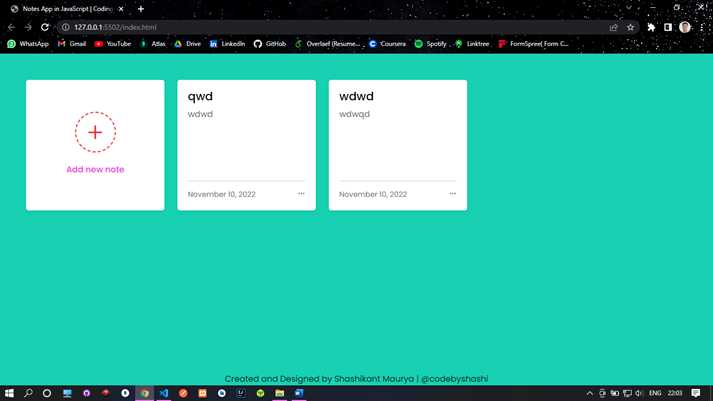 Notes App in JavaScript | Coding
127.0.0.1:5502/index.html
WhatsApp Gmail YouTube Atlas Drive LinkedIn GitHub Overlaef (Resume... Coursera Spotify Linktree FormSpree( Form C...
qwd
wdwd
wdwd
wdwqd
Add new note
November 10, 2022 ...
November 10, 2022 ...
Created and Designed by Shashikant Maurya | @codebyshashi
ENG 22:03